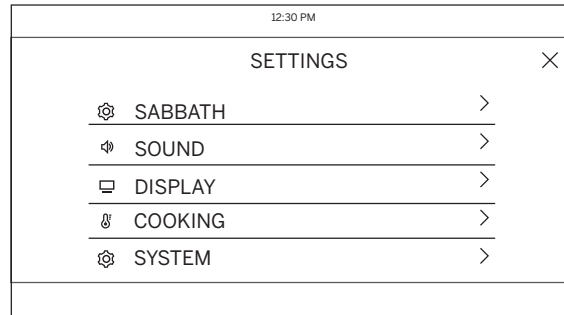 12:30 PM
SETTINGS
SABBATH
SOUND
DISPLAY
COOKING
SYSTEM